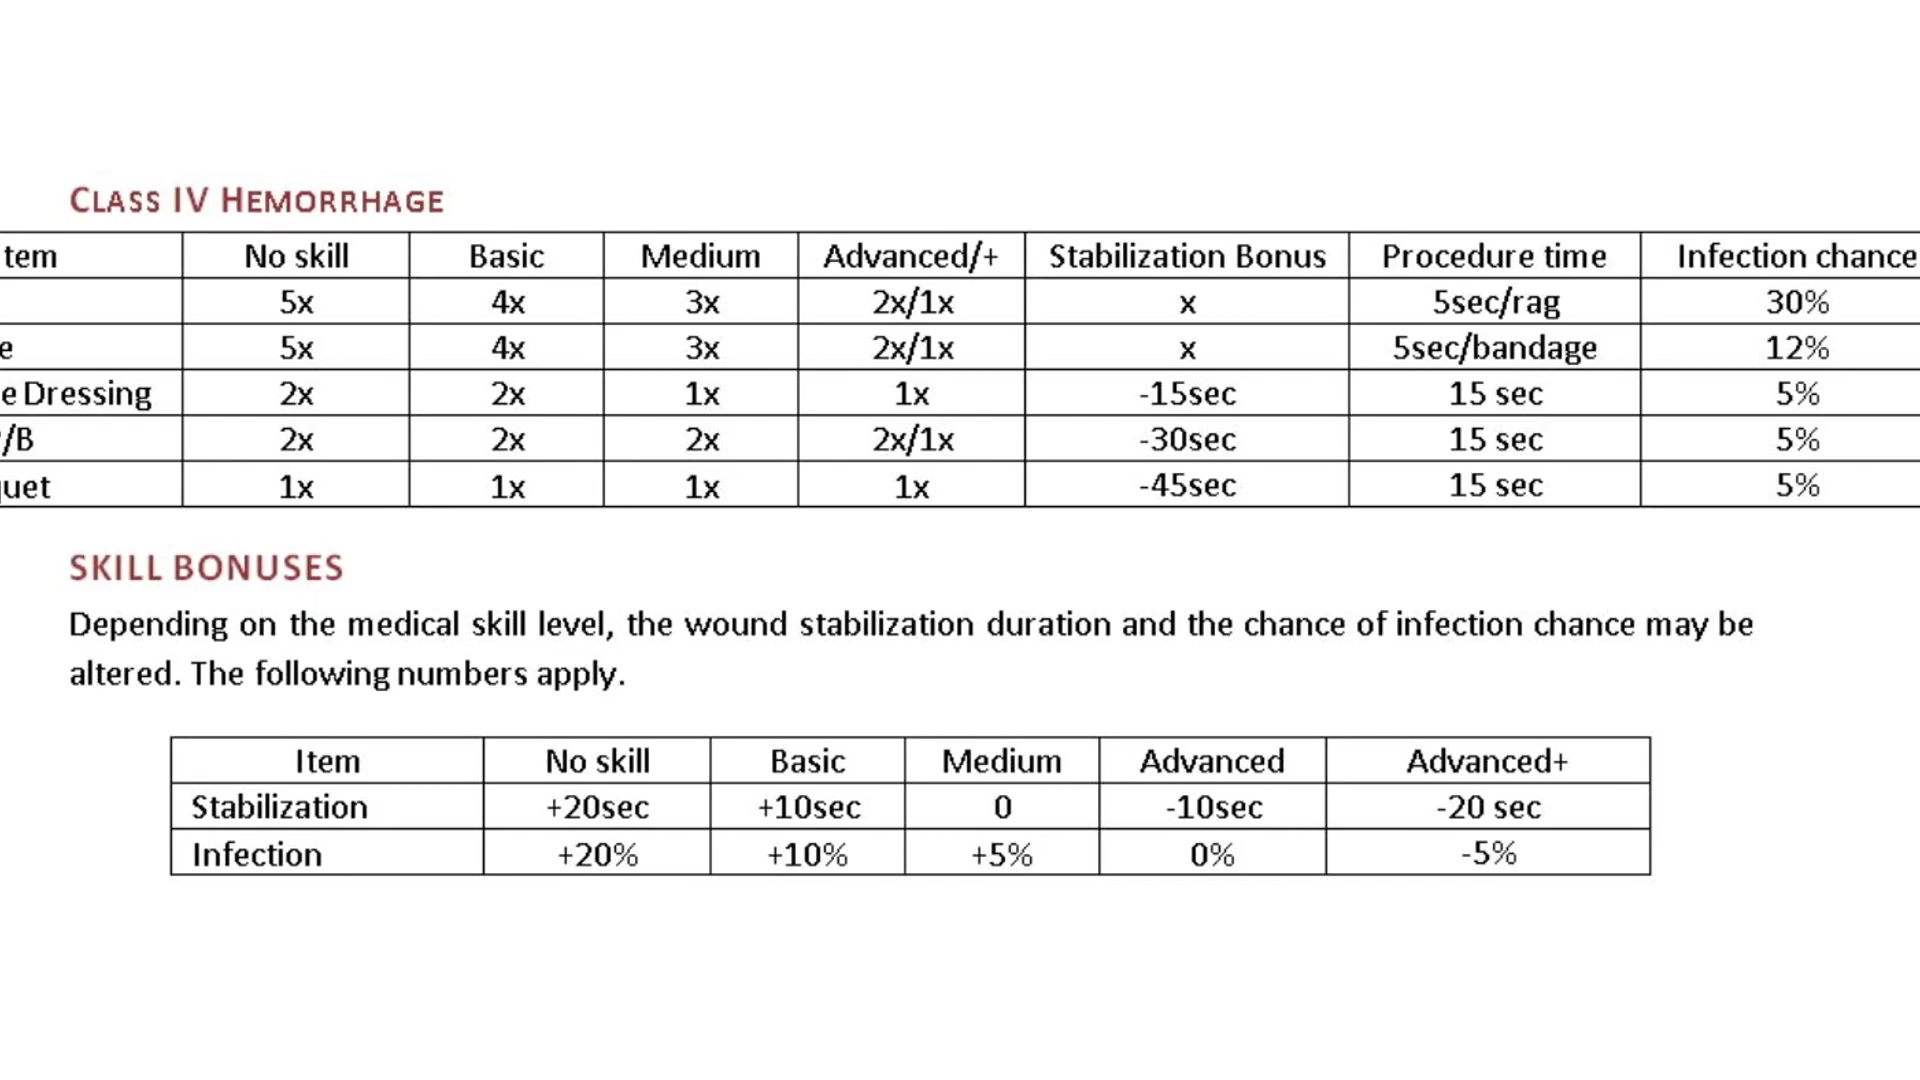 CLASS IV HEMORRHAGE
tem No skill Basic Medium Advanced/+ Stabilization Bonus Procedure time Infection chance
5x 4x 3x 2x/1x x 5sec/rag 30%
e 5x 4x 3x 2x/1x x 5sec/bandage 12%
e Dressing 2x 2x 1x 1x -15sec 15 sec 5%
/B 2x 2x 2x 2x/1x -30sec 15 sec 5%
uet 1x 1x 1x 1x -45sec 15 sec 5%
SKILL BONUSES
Depending on the medical skill level, the wound stabilization duration and the chance of infection chance may be
altered. The following numbers apply.
Item No skill Basic Medium Advanced Advanced+
Stabilization +20sec +10sec 0 -10sec -20 sec
Infection +20% +10% +5% 0% -5%